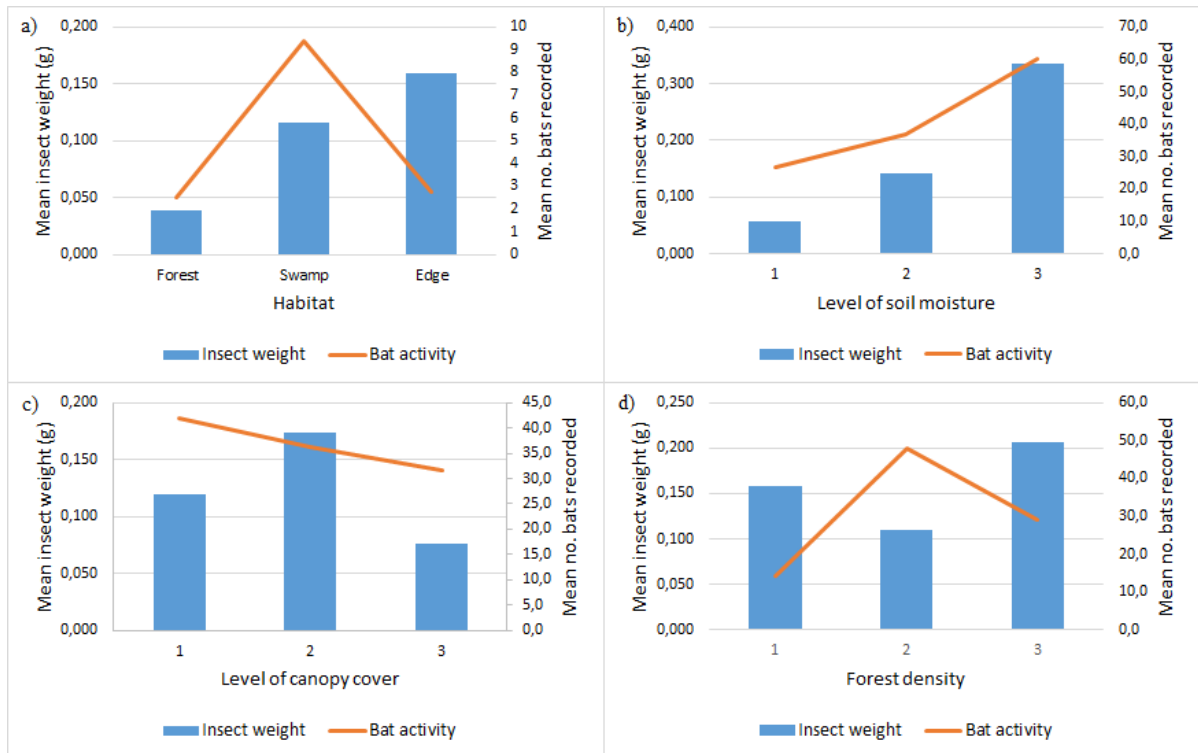 a)
Mean insect weight (g)
0,200
0,150
0,100
0,050
0,000
10
9
8
7
6
5
4
3
2
1
0
Mean no. bats recorded
Forest Swamp Edge
Habitat
Insect weight Bat activity
b)
Mean insect weight (g)
0,400
0,300
0,200
0,100
0,000
70,0
60,0
50,0
40,0
30,0
20,0
10,0
0,0
Mean no. bats recorded
1 2 3
Level of soil moisture
Insect weight Bat activity
c)
Mean insect weight (g)
0,200
0,150
0,100
0,050
0,000
45,0
40,0
35,0
30,0
25,0
20,0
15,0
10,0
5,0
0,0
Mean no. bats recorded
1 2 3
Level of canopy cover
Insect weight Bat activity
d)
Mean insect weight (g)
0,250
0,200
0,150
0,100
0,050
0,000
60,0
50,0
40,0
30,0
20,0
10,0
0,0
Mean no. bats recorded
1 2 3
Forest density
Insect weight Bat activity